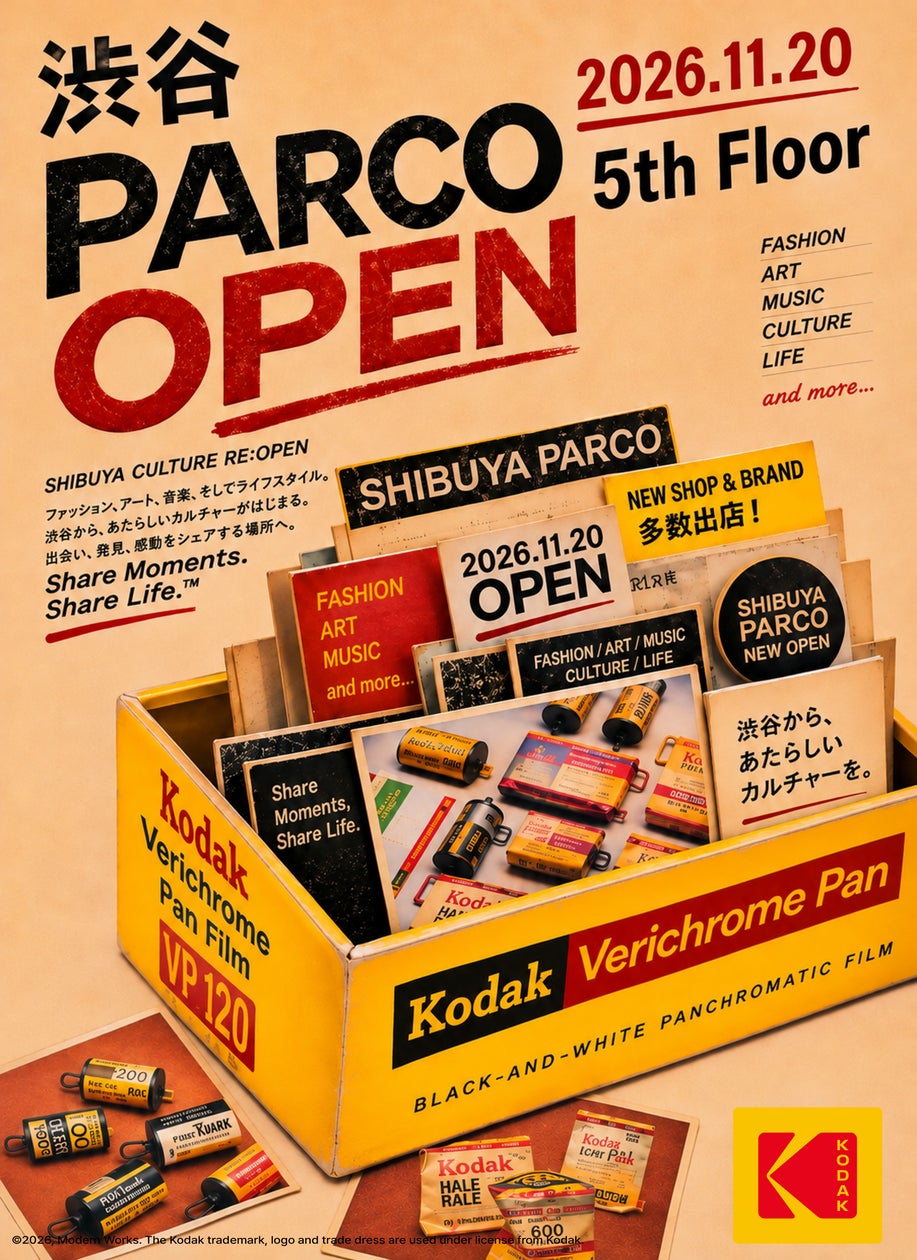 渋谷
PARCO
OPEN
2026.11.20
5th Floor
FASHION
ART
MUSIC
CULTURE
LIFE
and more...
SHIBUYA CULTURE RE:OPEN
ファッション、アート、音楽、そしてライフスタイル。
渋谷から、あたらしいカルチャーがはじまる。
出会い、発見、感動をシェアする場所へ。
Share Moments.
Share Life.™
SHIBUYA PARCO
NEW SHOP & BRAND
多数出店！
2026.11.20
OPEN
FASHION
ART
MUSIC
and more...
SHIBUYA
PARCO
NEW OPEN
FASHION / ART / MUSIC
CULTURE / LIFE
渋谷から、
あたらしい
カルチャーを。
Share
Moments,
Share Life.
Kodak
Verichrome
Pan Film
VP 120
Kodak Verichrome Pan
BLACK-AND-WHITE PANCHROMATIC FILM
200
Kodak
HALE
RALE
Kodak
600
KODAK
©2026, Modern Works. The Kodak trademark, logo and trade dress are used under license from Kodak.